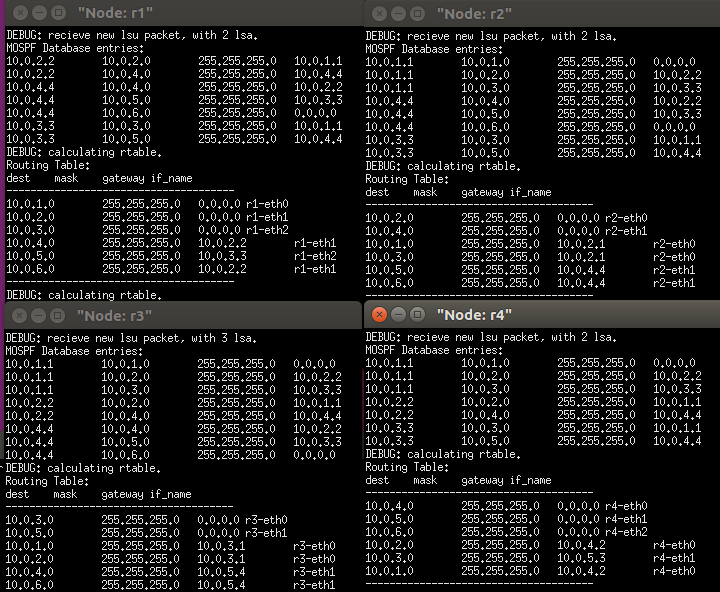 "Node: r1"
DEBUG: recieve new lsu packet, with 2 lsa.
MOSPF Database entries:
10.0.2.2 10.0.2.0 255.255.255.0 10.0.1.1
10.0.2.2 10.0.4.0 255.255.255.0 10.0.4.4
10.0.4.4 10.0.4.0 255.255.255.0 10.0.2.2
10.0.4.4 10.0.5.0 255.255.255.0 10.0.3.3
10.0.4.4 10.0.6.0 255.255.255.0 0.0.0.0
10.0.3.3 10.0.3.0 255.255.255.0 10.0.1.1
10.0.3.3 10.0.5.0 255.255.255.0 10.0.4.4
DEBUG: calculating rtable.
Routing Table:
dest mask gateway if_name
--------------------------------------
10.0.1.0 255.255.255.0 0.0.0.0 r1-eth0
10.0.2.0 255.255.255.0 0.0.0.0 r1-eth1
10.0.3.0 255.255.255.0 0.0.0.0 r1-eth2
10.0.4.0 255.255.255.0 10.0.2.2 r1-eth1
10.0.5.0 255.255.255.0 10.0.3.3 r1-eth2
10.0.6.0 255.255.255.0 10.0.2.2 r1-eth1
--------------------------------------
DEBUG: calculating rtable.
"Node: r2"
DEBUG: recieve new lsu packet, with 2 lsa.
MOSPF Database entries:
10.0.1.1 10.0.1.0 255.255.255.0 0.0.0.0
10.0.1.1 10.0.2.0 255.255.255.0 10.0.2.2
10.0.1.1 10.0.3.0 255.255.255.0 10.0.3.3
10.0.4.4 10.0.4.0 255.255.255.0 10.0.2.2
10.0.4.4 10.0.5.0 255.255.255.0 10.0.3.3
10.0.4.4 10.0.6.0 255.255.255.0 0.0.0.0
10.0.3.3 10.0.3.0 255.255.255.0 10.0.1.1
10.0.3.3 10.0.5.0 255.255.255.0 10.0.4.4
DEBUG: calculating rtable.
Routing Table:
dest mask gateway if_name
--------------------------------------
10.0.2.0 255.255.255.0 0.0.0.0 r2-eth0
10.0.4.0 255.255.255.0 0.0.0.0 r2-eth1
10.0.1.0 255.255.255.0 10.0.2.1 r2-eth0
10.0.3.0 255.255.255.0 10.0.2.1 r2-eth0
10.0.5.0 255.255.255.0 10.0.4.4 r2-eth1
10.0.6.0 255.255.255.0 10.0.4.4 r2-eth1
--------------------------------------
"Node: r3"
DEBUG: recieve new lsu packet, with 3 lsa.
MOSPF Database entries:
10.0.1.1 10.0.1.0 255.255.255.0 0.0.0.0
10.0.1.1 10.0.2.0 255.255.255.0 10.0.2.2
10.0.1.1 10.0.3.0 255.255.255.0 10.0.3.3
10.0.2.2 10.0.2.0 255.255.255.0 10.0.1.1
10.0.2.2 10.0.4.0 255.255.255.0 10.0.4.4
10.0.4.4 10.0.4.0 255.255.255.0 10.0.2.2
10.0.4.4 10.0.5.0 255.255.255.0 10.0.3.3
10.0.4.4 10.0.6.0 255.255.255.0 0.0.0.0
DEBUG: calculating rtable.
Routing Table:
dest mask gateway if_name
--------------------------------------
10.0.3.0 255.255.255.0 0.0.0.0 r3-eth0
10.0.5.0 255.255.255.0 0.0.0.0 r3-eth1
10.0.1.0 255.255.255.0 10.0.3.1 r3-eth0
10.0.2.0 255.255.255.0 10.0.3.1 r3-eth0
10.0.4.0 255.255.255.0 10.0.5.4 r3-eth1
10.0.6.0 255.255.255.0 10.0.5.4 r3-eth1
"Node: r4"
DEBUG: recieve new lsu packet, with 2 lsa.
MOSPF Database entries:
10.0.1.1 10.0.1.0 255.255.255.0 0.0.0.0
10.0.1.1 10.0.2.0 255.255.255.0 10.0.2.2
10.0.1.1 10.0.3.0 255.255.255.0 10.0.3.3
10.0.2.2 10.0.2.0 255.255.255.0 10.0.1.1
10.0.2.2 10.0.4.0 255.255.255.0 10.0.4.4
10.0.3.3 10.0.3.0 255.255.255.0 10.0.1.1
10.0.3.3 10.0.5.0 255.255.255.0 10.0.4.4
DEBUG: calculating rtable.
Routing Table:
dest mask gateway if_name
--------------------------------------
10.0.4.0 255.255.255.0 0.0.0.0 r4-eth0
10.0.5.0 255.255.255.0 0.0.0.0 r4-eth1
10.0.6.0 255.255.255.0 0.0.0.0 r4-eth2
10.0.2.0 255.255.255.0 10.0.4.2 r4-eth0
10.0.3.0 255.255.255.0 10.0.5.3 r4-eth1
10.0.1.0 255.255.255.0 10.0.4.2 r4-eth0
--------------------------------------